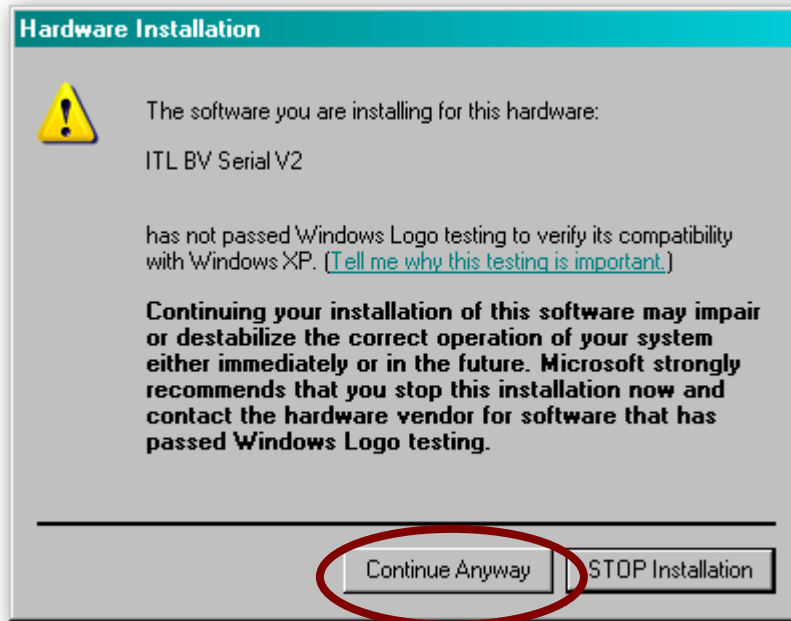 Hardware Installation
The software you are installing for this hardware:
ITL BV Serial V2
has not passed Windows Logo testing to verify its compatibility
with Windows XP. (Tell me why this testing is important.)
Continuing your installation of this software may impair
or destabilize the correct operation of your system
either immediately or in the future. Microsoft strongly
recommends that you stop this installation now and
contact the hardware vendor for software that has
passed Windows Logo testing.
Continue Anyway STOP Installation